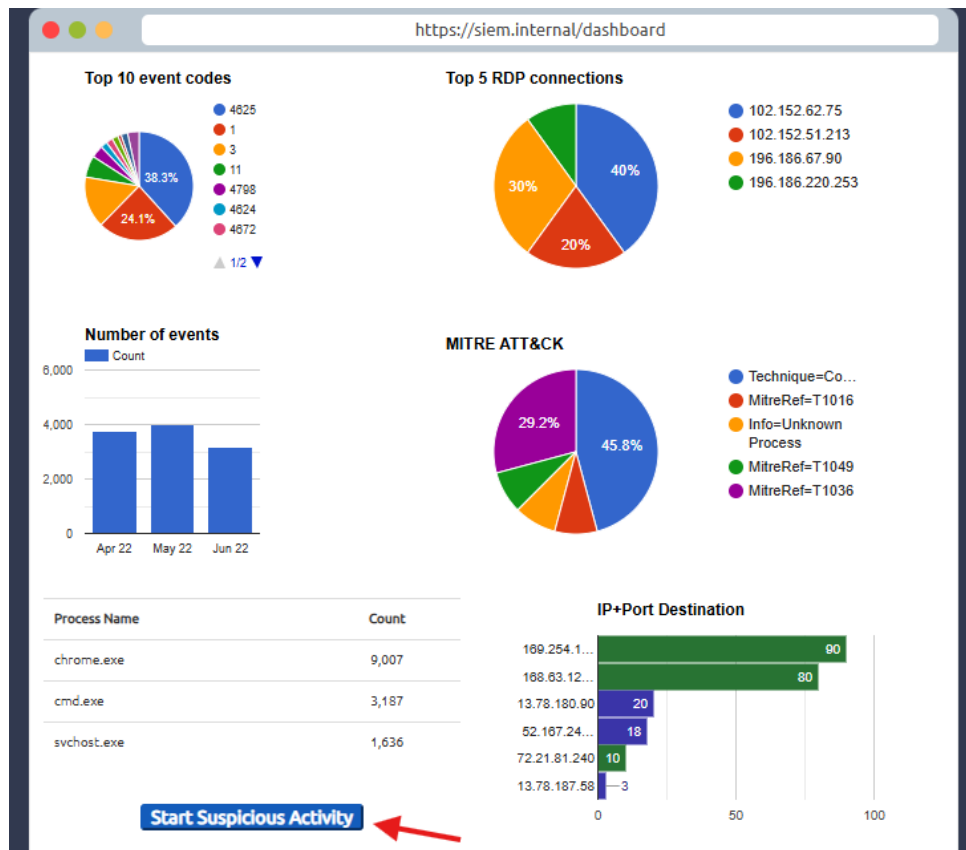 https://siem.internal/dashboard
Top 10 event codes
4625
1
3
11
4798
4624
4672
1/2
38.3%
24.1%
Top 5 RDP connections
102.152.62.75
102.152.51.213
196.186.67.90
196.186.220.253
40%
30%
20%
Number of events
Count
6,000
4,000
2,000
0
Apr 22 May 22 Jun 22
MITRE ATT&CK
Technique=Co...
MitreRef=T1016
Info=Unknown
Process
MitreRef=T1049
MitreRef=T1036
29.2%
45.8%
Process Name Count
chrome.exe 9,007
cmd.exe 3,187
svchost.exe 1,636
IP+Port Destination
169.254.1... 90
168.63.12... 80
13.78.180.90 20
52.167.24... 18
72.21.81.240 10
13.78.187.58 3
0 50 100
Start Suspicious Activity